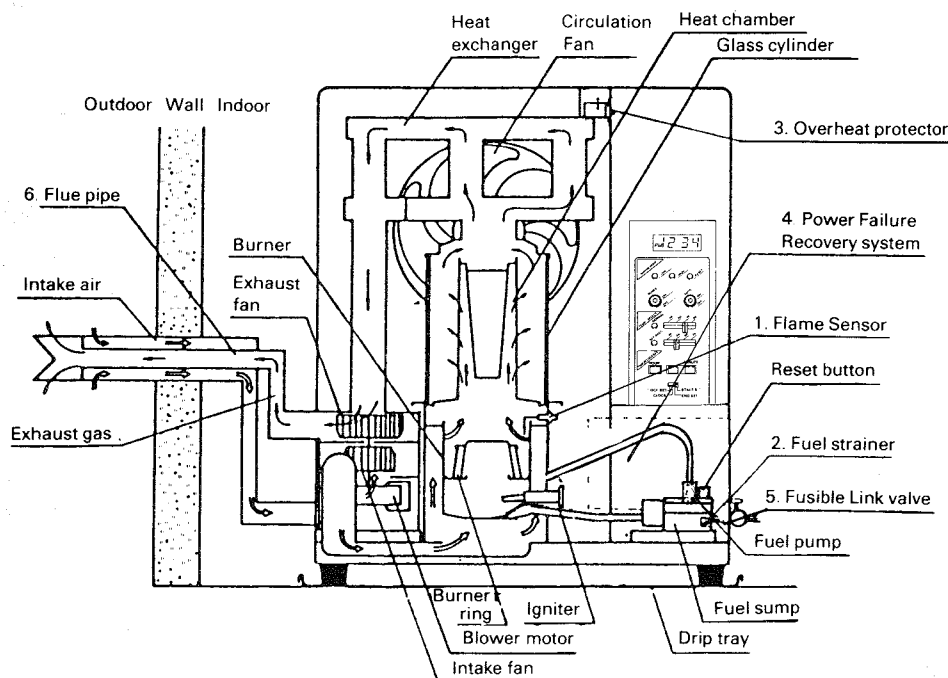 Heat
exchanger
Circulation
Fan
Heat chamber
Glass cylinder
Outdoor Wall Indoor
3. Overheat protector
6. Flue pipe
4. Power Failure
Recovery system
Burner
Intake air
Exhaust
fan
1234
1. Flame Sensor
Reset button
Exhaust gas
2. Fuel strainer
5. Fusible Link valve
Fuel pump
Burner
ring
Igniter
Fuel sump
Blower motor
Drip tray
Intake fan